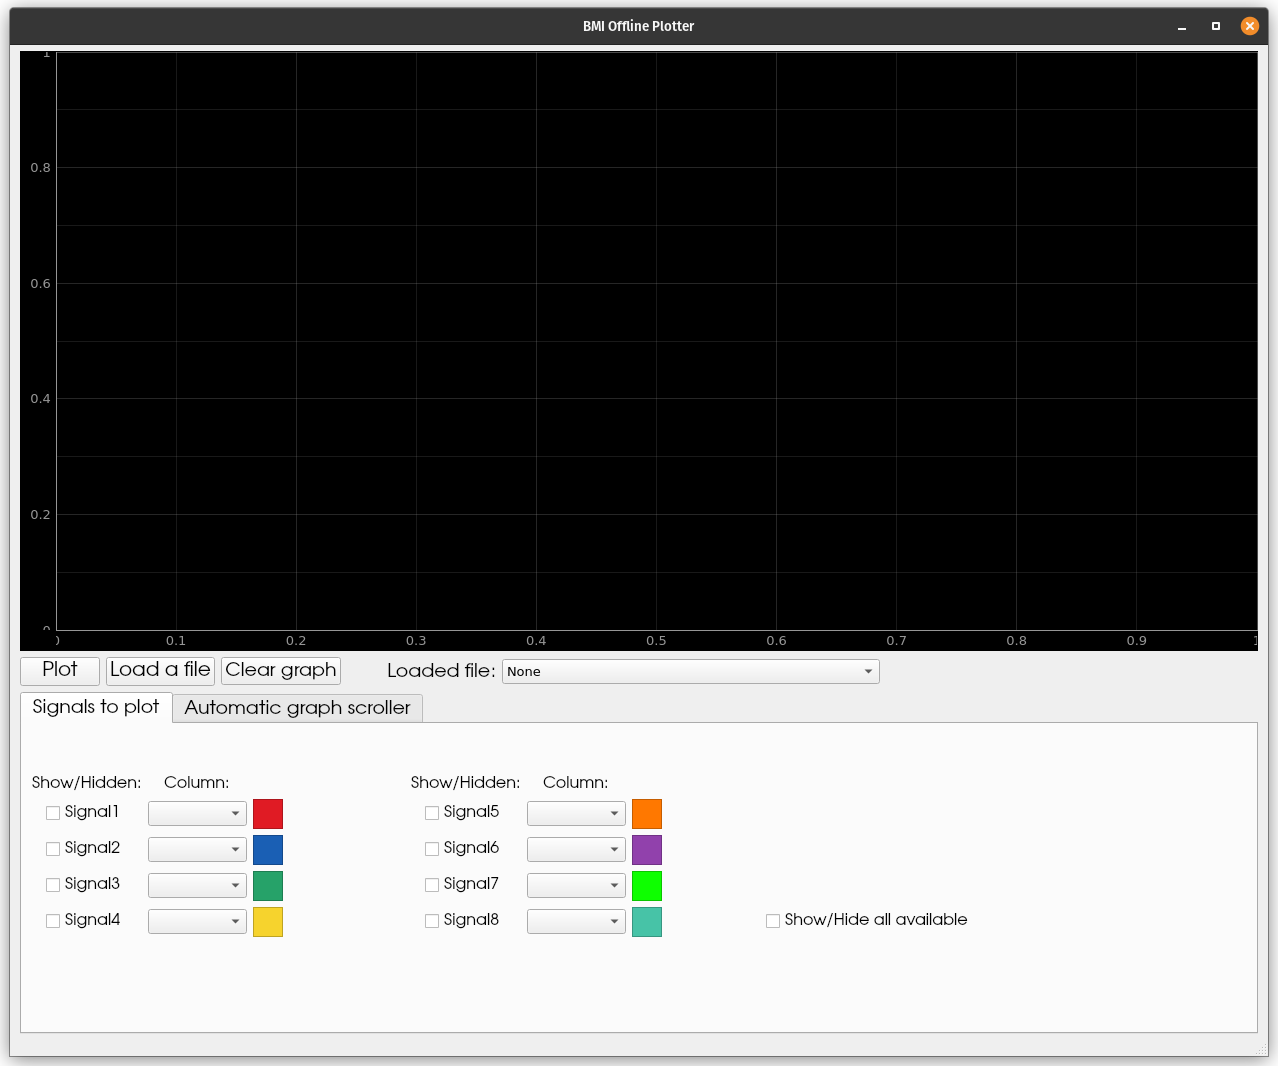 BMI Offline Plotter
1
0.8
0.6
0.4
0.2
0
0 0.1 0.2 0.3 0.4 0.5 0.6 0.7 0.8 0.9 1
Plot Load a file Clear graph Loaded file: None
Signals to plot Automatic graph scroller
Show/Hidden: Column: Show/Hidden: Column:
Signal1 Signal5
Signal2 Signal6
Signal3 Signal7
Signal4 Signal8 Show/Hide all available